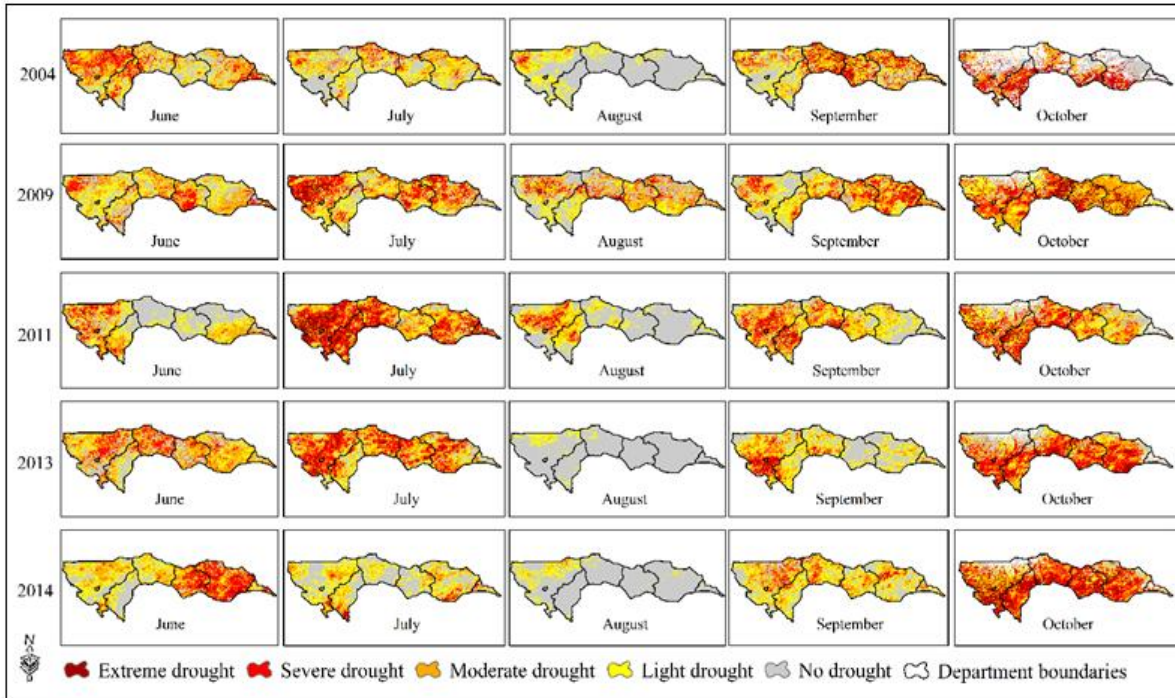 2004
June
July
August
September
October
2009
June
July
August
September
October
2011
June
July
August
September
October
2013
June
July
August
September
October
2014
June
July
August
September
October
N
Extreme drought Severe drought Moderate drought Light drought No drought Department boundaries